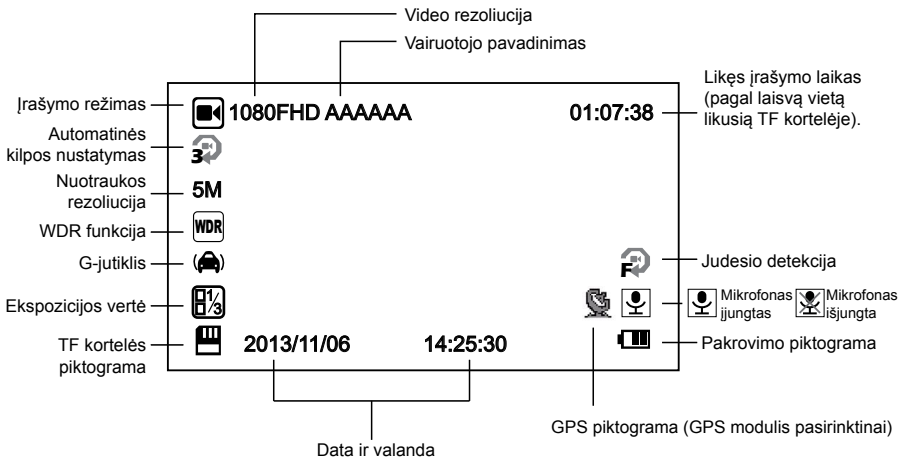 Video rezoliucija
Vairuotojo pavadinimas
Įrašymo režimas
1080FHD AAAAAA
01:07:38
Likęs įrašymo laikas
(pagal laisvą vietą
likusią TF kortelėje).
Automatinės
kilpos nustatymas
3
Nuotraukos
rezoliucija
5M
WDR funkcija
WDR
G-jutiklis
F
Judesio detekcija
Ekspozicijos vertė
1/3
Mikrofonas
įjungtas
Mikrofonas
išjungta
TF kortelės
piktograma
2013/11/06
14:25:30
Pakrovimo piktograma
GPS piktograma (GPS modulis pasirinktinai)
Data ir valanda